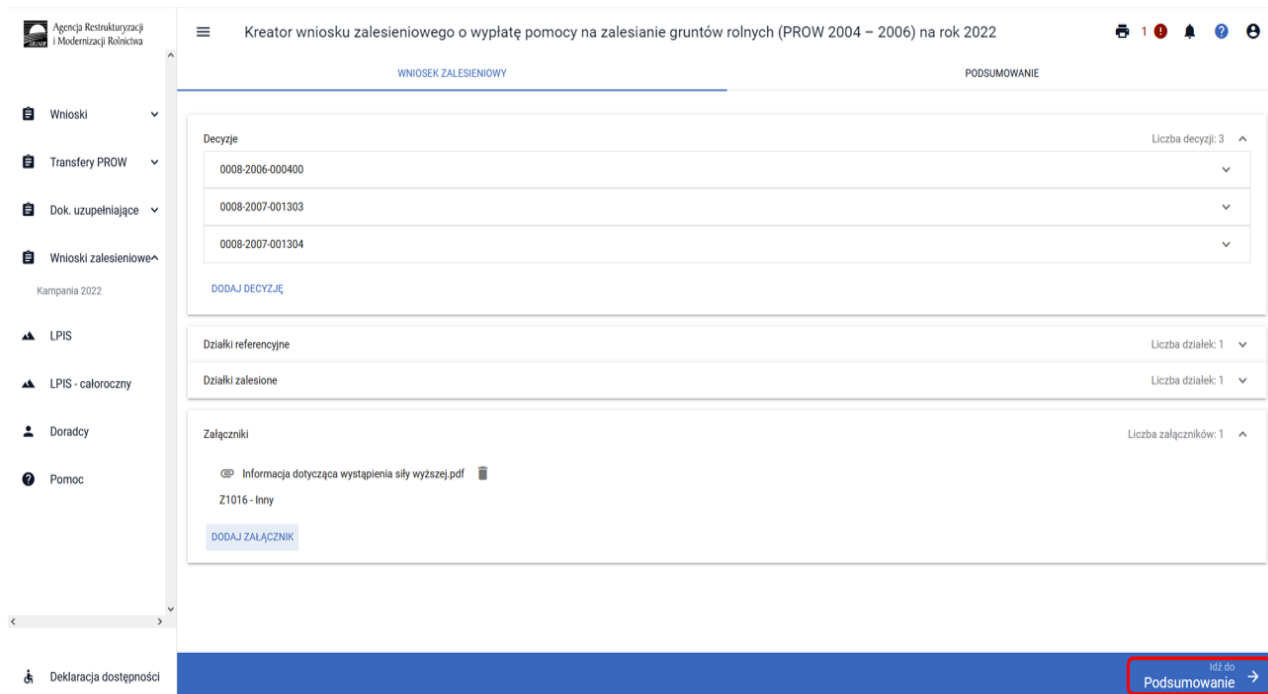 Agencja Restrukturyzacji
i Modernizacji Rolnictwa
Kreator wniosku zalesieniowego o wypłatę pomocy na zalesianie gruntów rolnych (PROW 2004 – 2006) na rok 2022
1
WNIOSEK ZALESIENIOWY
PODSUMOWANIE
Wnioski
Transfery PROW
Dok. uzupełniające
Wnioski zalesieniowe
Kampania 2022
LPIS
LPIS - całoroczny
Doradcy
Pomoc
Deklaracja dostępności
Decyzje
Liczba decyzji: 3
0008-2006-000400
0008-2007-001303
0008-2007-001304
DODAJ DECYZJĘ
Działki referencyjne
Liczba działek: 1
Działki zalesione
Liczba działek: 1
Załączniki
Liczba załączników: 1
Informacja dotycząca wystąpienia siły wyższej.pdf
Z1016 - Inny
DODAJ ZAŁĄCZNIK
Idź do
Podsumowanie